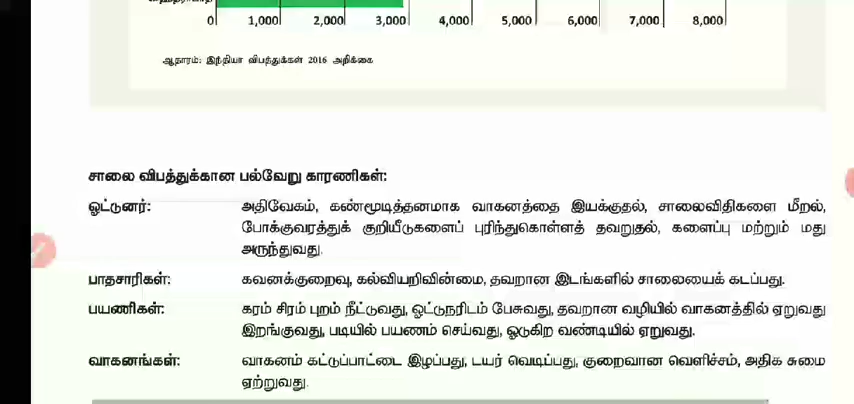 0 1,000 2,000 3,000 4,000 5,000 6,000 7,000 8,000
ஆதாரம்: இந்தியா விபத்துக்கள் 2016 அறிக்கை
சாலை விபத்துக்கான பல்வேறு காரணிகள்:
ஓட்டுனர்: அதிவேகம், கண்மூடித்தனமாக வாகனத்தை இயக்குதல், சாலைவிதிகளை மீறல்,
போக்குவரத்துக் குறியீடுகளைப் புரிந்துகொள்ளத் தவறுதல், களைப்பு மற்றும் மது
அருந்துவது.
பாதசாரிகள்: கவனக்குறைவு, கல்வியறிவின்மை, தவறான இடங்களில் சாலையைக் கடப்பது.
பயணிகள்: கரம் சிரம் புறம் நீட்டுவது, ஓட்டுநரிடம் பேசுவது, தவறான வழியில் வாகனத்தில் ஏறுவது
இறங்குவது, படியில் பயணம் செய்வது, ஓடுகிற வண்டியில் ஏறுவது.
வாகனங்கள்: வாகனம் கட்டுப்பாட்டை இழப்பது, டயர் வெடிப்பது, குறைவான வெளிச்சம், அதிக சுமை
ஏற்றுவது.